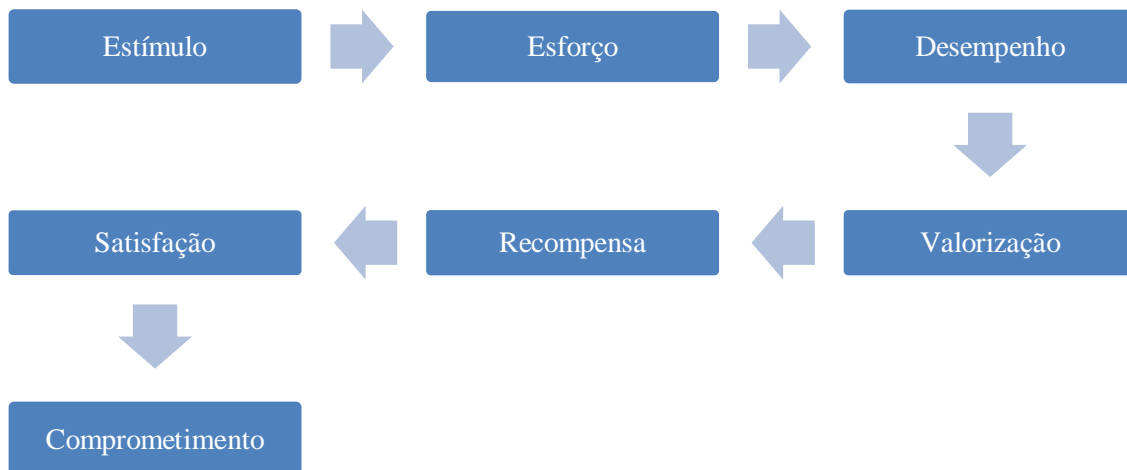 Estímulo
Esforço
Desempenho
Valorização
Recompensa
Satisfação
Comprometimento